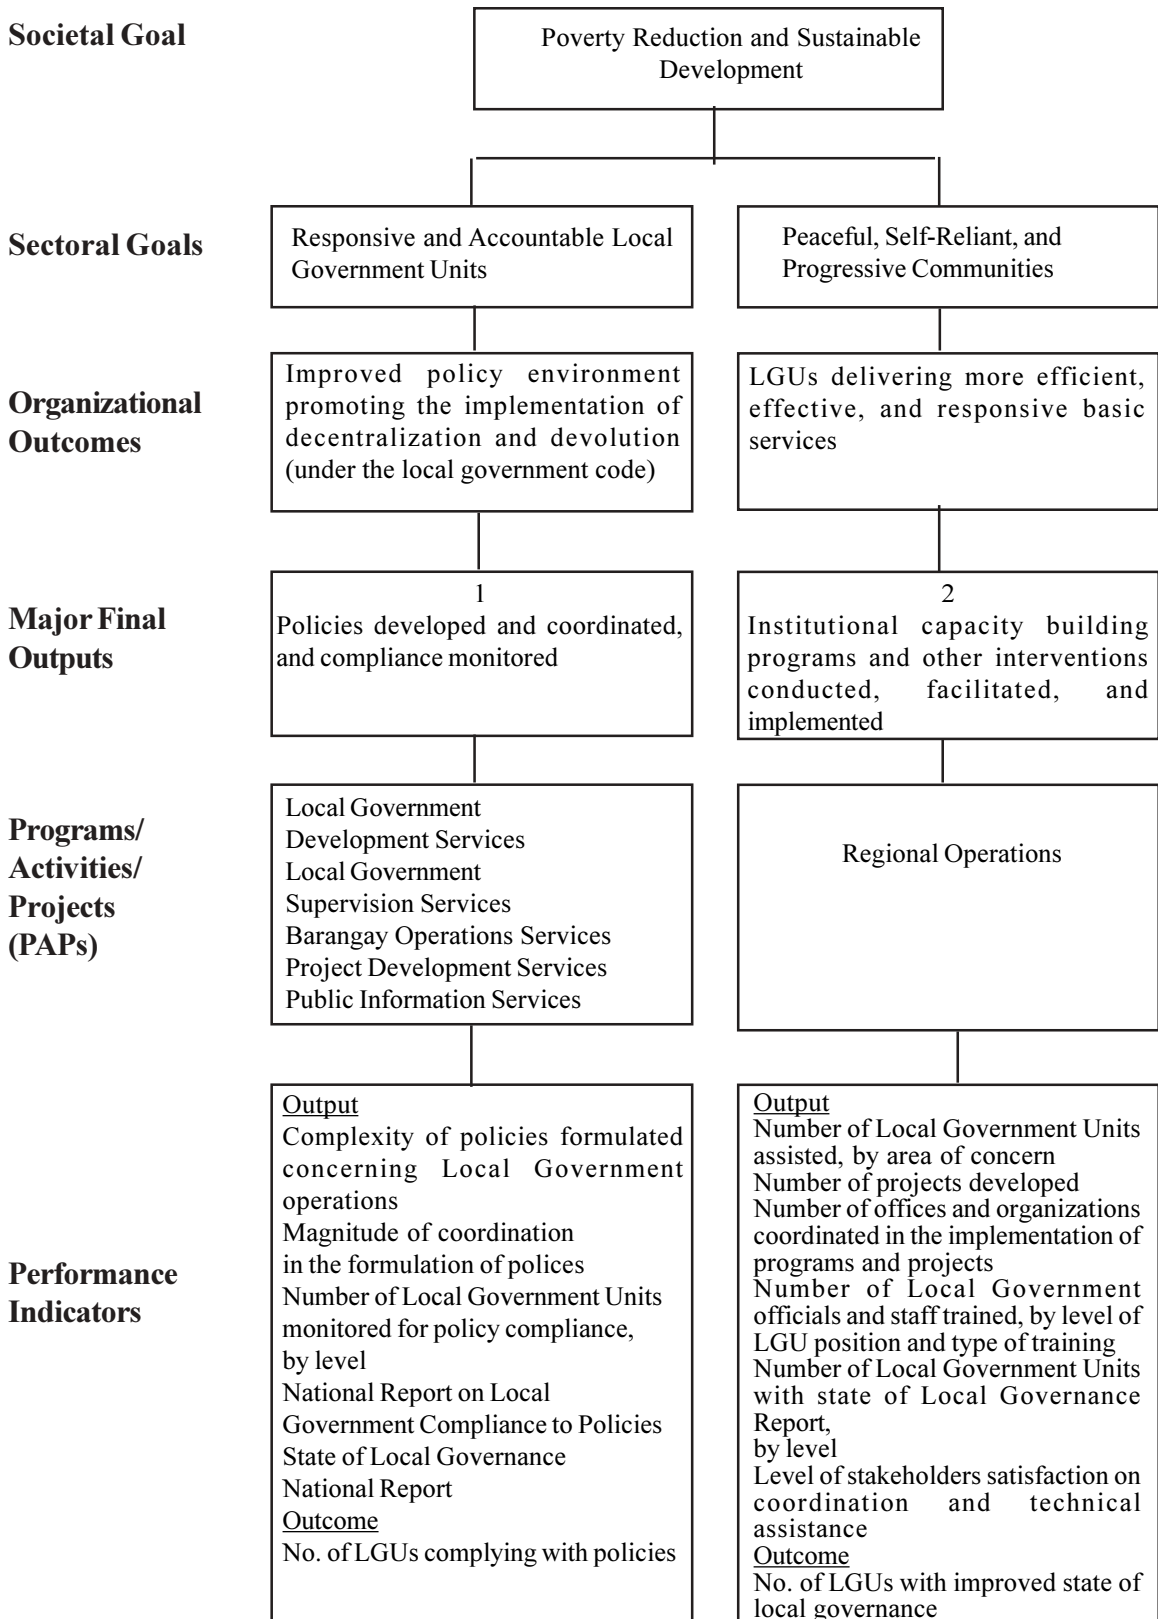 Societal Goal
Poverty Reduction and Sustainable
Development
Sectoral Goals
Responsive and Accountable Local
Government Units
Peaceful, Self-Reliant, and
Progressive Communities
Organizational
Outcomes
Improved policy environment
promoting the implementation of
decentralization and devolution
(under the local government code)
LGUs delivering more efficient,
effective, and responsive basic
services
Major Final
Outputs
1
Policies developed and coordinated,
and compliance monitored
2
Institutional capacity building
programs and other interventions
conducted, facilitated, and
implemented
Programs/
Activities/
Projects
(PAPs)
Local Government
Development Services
Local Government
Supervision Services
Barangay Operations Services
Project Development Services
Public Information Services
Regional Operations
Performance
Indicators
Output
Complexity of policies formulated
concerning Local Government
operations
Magnitude of coordination
in the formulation of polices
Number of Local Government Units
monitored for policy compliance,
by level
National Report on Local
Government Compliance to Policies
State of Local Governance
National Report
Outcome
No. of LGUs complying with policies
Output
Number of Local Government Units
assisted, by area of concern
Number of projects developed
Number of offices and organizations
coordinated in the implementation of
programs and projects
Number of Local Government
officials and staff trained, by level of
LGU position and type of training
Number of Local Government Units
with state of Local Governance
Report,
by level
Level of stakeholders satisfaction on
coordination and technical
assistance
Outcome
No. of LGUs with improved state of
local governance